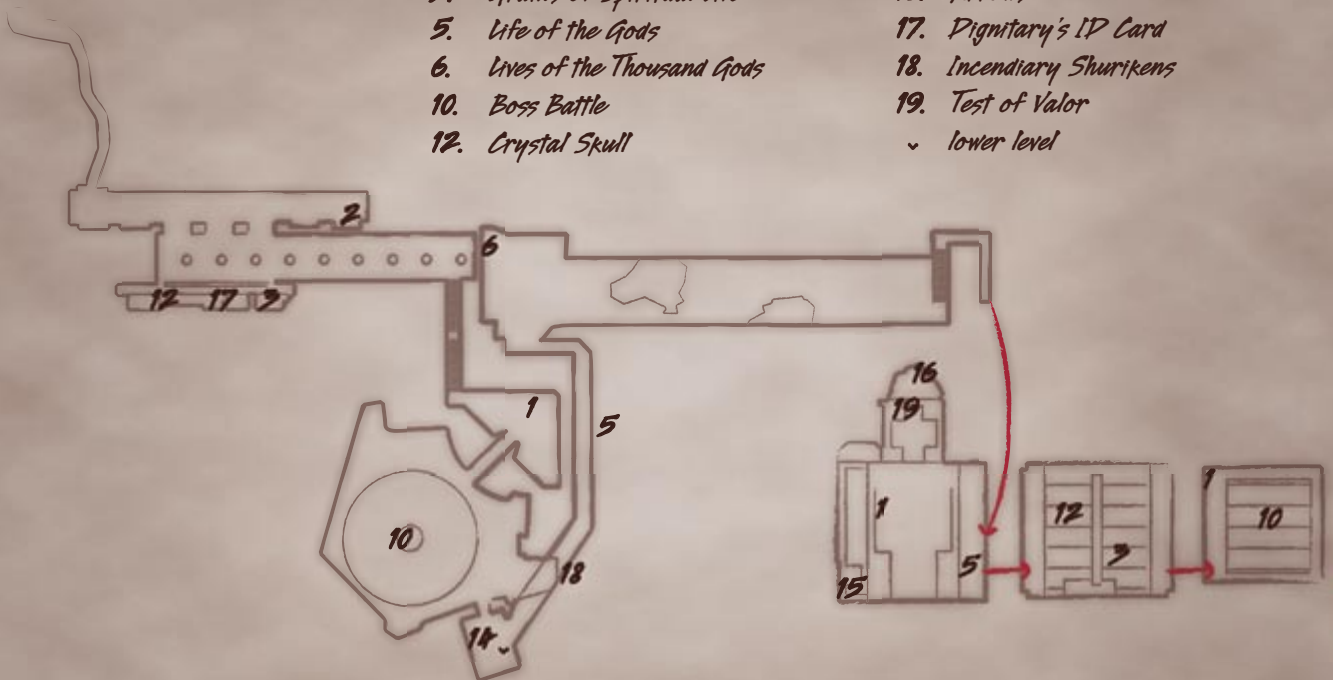 5. Life of the Gods
6. Lives of the Thousand Gods
10. Boss Battle
12. Crystal Skull
17. Dignitary's ID Card
18. Incendiary Shurikens
19. Test of Valor
⌄ lower level
2
6
12 17 3
16
19
1
5
1
1
12
10
3
10
18
5
15
14⌄